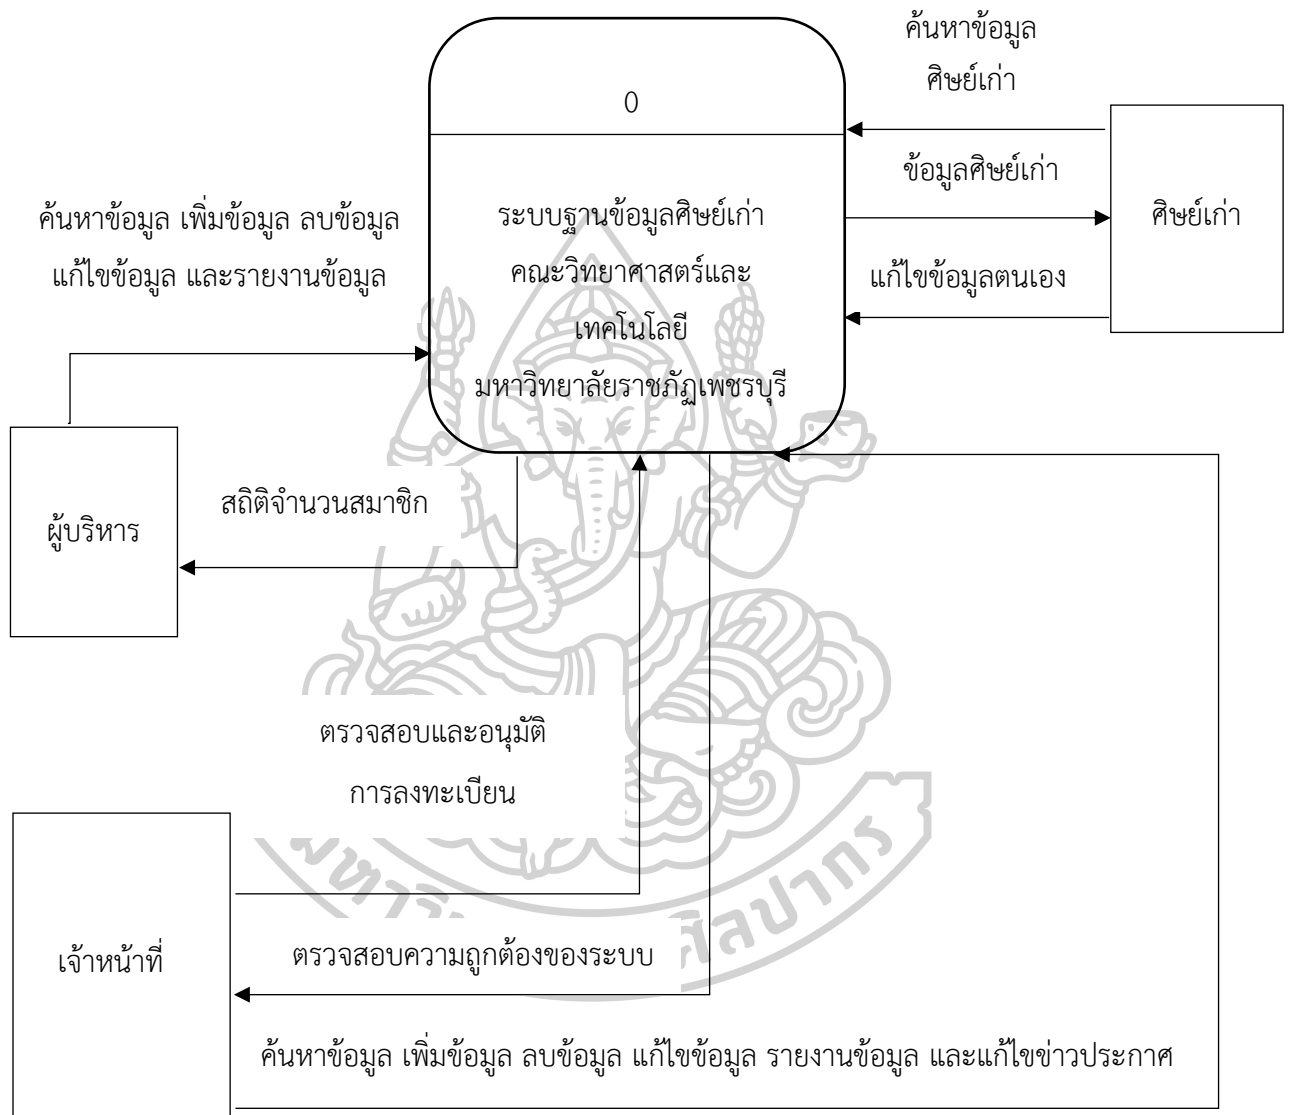 ค้นหาข้อมูล
ศิษย์เก่า
0
ข้อมูลศิษย์เก่า
ศิษย์เก่า
แก้ไขข้อมูลตนเอง
ค้นหาข้อมูล เพิ่มข้อมูล ลบข้อมูล
แก้ไขข้อมูล และรายงานข้อมูล
ระบบฐานข้อมูลศิษย์เก่า
คณะวิทยาศาสตร์และ
เทคโนโลยี
มหาวิทยาลัยราชภัฏเพชรบุรี
สถิติจำนวนสมาชิก
ผู้บริหาร
ตรวจสอบและอนุมัติ
การลงทะเบียน
เจ้าหน้าที่
ตรวจสอบความถูกต้องของระบบ
ค้นหาข้อมูล เพิ่มข้อมูล ลบข้อมูล แก้ไขข้อมูล รายงานข้อมูล และแก้ไขข่าวประกาศ